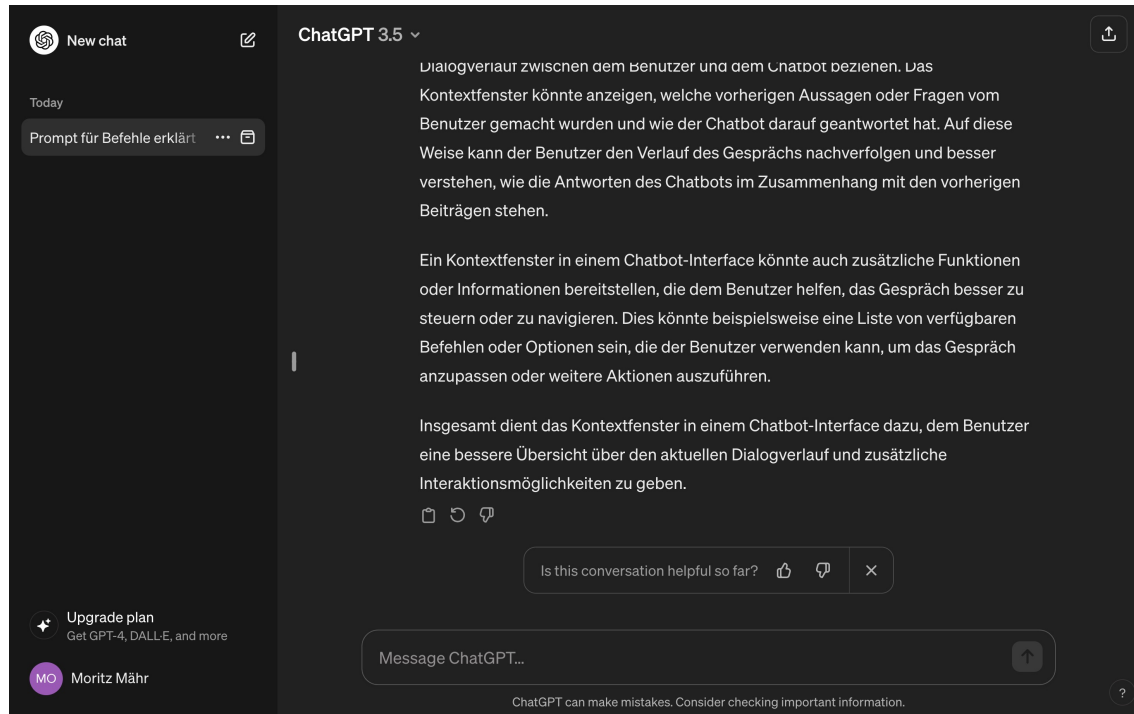 New chat
Today
Prompt für Befehle erklärt
Upgrade plan
Get GPT-4, DALL·E, and more
MO
Moritz Mähr
ChatGPT 3.5
Dialogverlauf zwischen dem Benutzer und dem Chatbot beziehen. Das
Kontextfenster könnte anzeigen, welche vorherigen Aussagen oder Fragen vom
Benutzer gemacht wurden und wie der Chatbot darauf geantwortet hat. Auf diese
Weise kann der Benutzer den Verlauf des Gesprächs nachverfolgen und besser
verstehen, wie die Antworten des Chatbots im Zusammenhang mit den vorherigen
Beiträgen stehen.
Ein Kontextfenster in einem Chatbot-Interface könnte auch zusätzliche Funktionen
oder Informationen bereitstellen, die dem Benutzer helfen, das Gespräch besser zu
steuern oder zu navigieren. Dies könnte beispielsweise eine Liste von verfügbaren
Befehlen oder Optionen sein, die der Benutzer verwenden kann, um das Gespräch
anzupassen oder weitere Aktionen auszuführen.
Insgesamt dient das Kontextfenster in einem Chatbot-Interface dazu, dem Benutzer
eine bessere Übersicht über den aktuellen Dialogverlauf und zusätzliche
Interaktionsmöglichkeiten zu geben.
Is this conversation helpful so far?
Message ChatGPT...
ChatGPT can make mistakes. Consider checking important information.
?